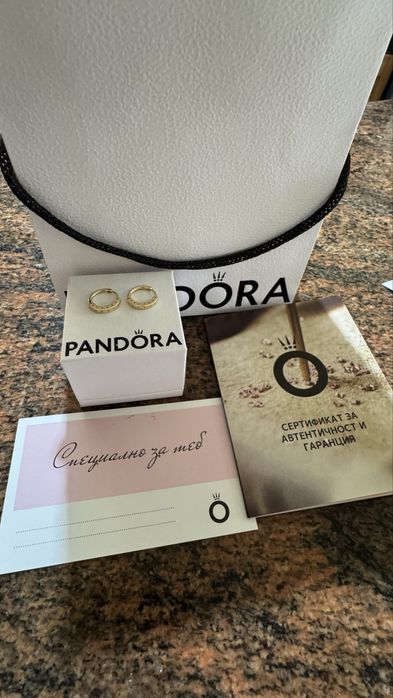 PANDORA
PANDORA
СЕРТИФИКАТ ЗА
АВТЕНТИЧНОСТ И
ГАРАНЦИЯ
Специално за теб